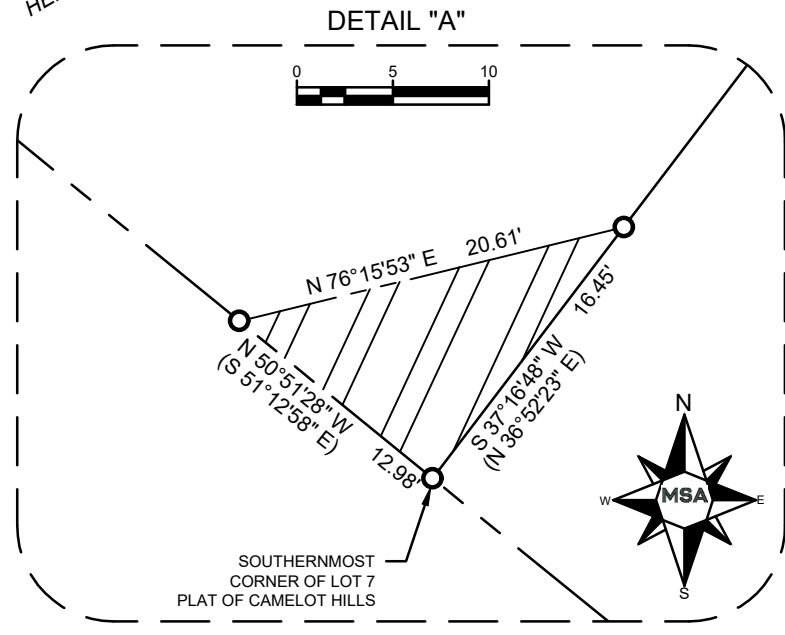 DETAIL "A"
0 5 10
N 76°15'53" E 20.61'
16.45'
S 37°16'48" W
(N 36°52'23" E)
N 50°51'28" W
(S 51°12'58" E)
12.98'
SOUTHERNMOST
CORNER OF LOT 7
PLAT OF CAMELOT HILLS
N
W MSA E
S